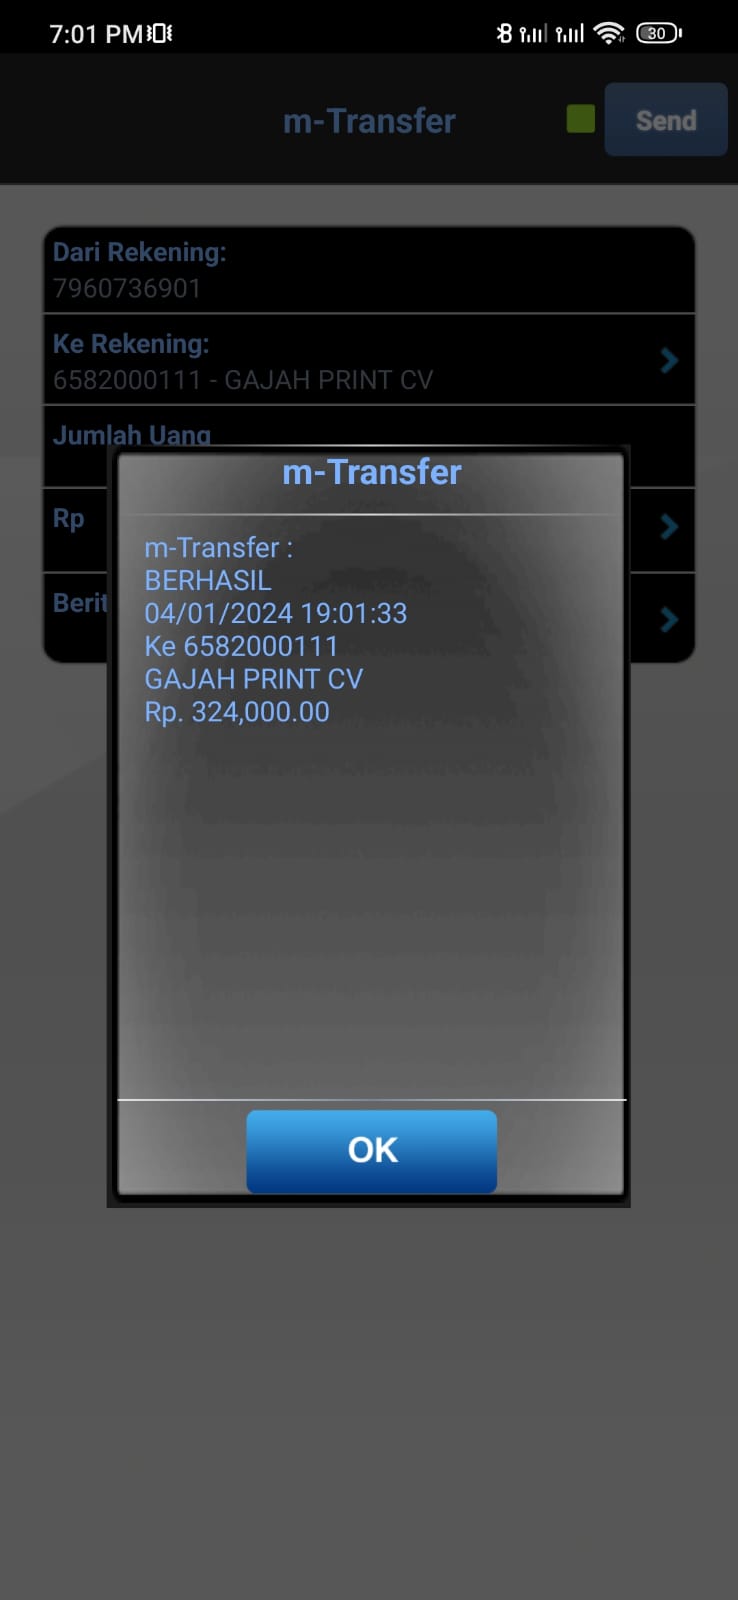 7:01 PM
30
m-Transfer
Send
Dari Rekening:
7960736901
Ke Rekening:
6582000111 - GAJAH PRINT CV
Jumlah Uang
Rp
Berit
m-Transfer
m-Transfer :
BERHASIL
04/01/2024 19:01:33
Ke 6582000111
GAJAH PRINT CV
Rp. 324,000.00
OK